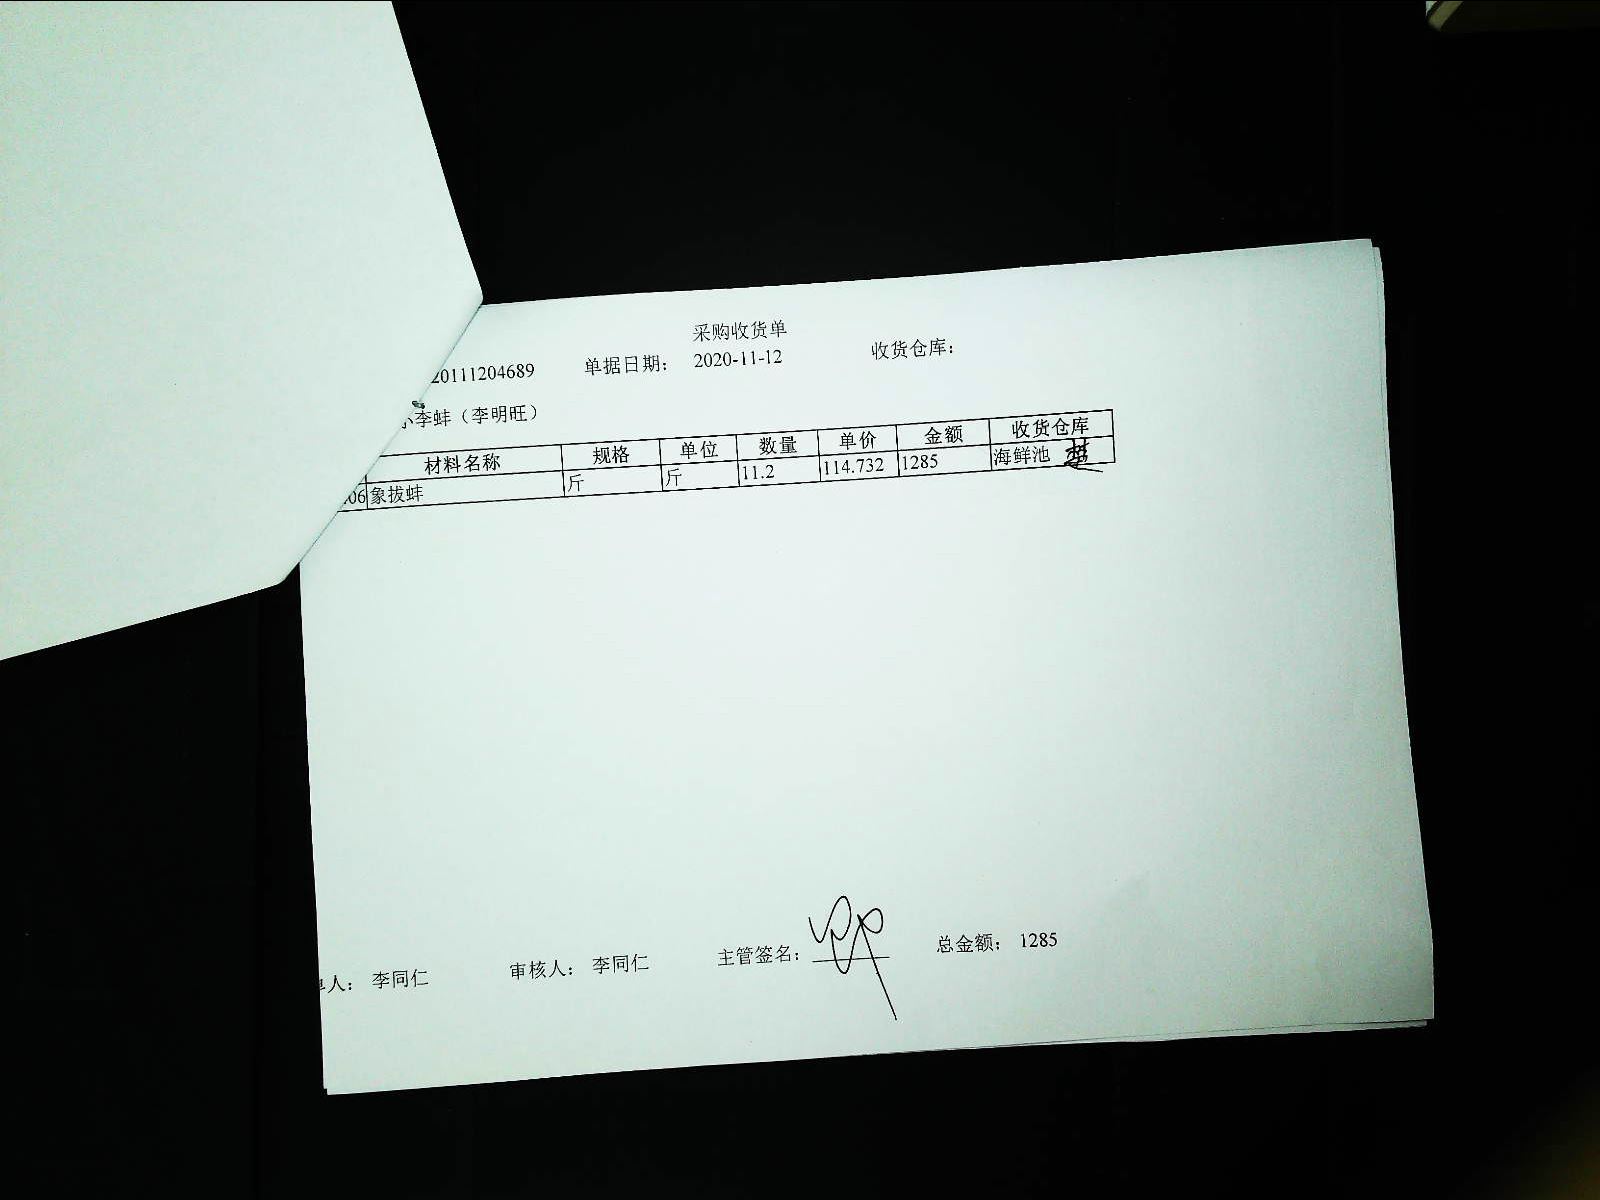 采购收货单
20111204689 单据日期： 2020-11-12 收货仓库：
小李蚌（李明旺）
材料名称 规格 单位 数量 单价 金额 收货仓库
06 象拔蚌 斤 斤 11.2 114.732 1285 海鲜池
单人： 李同仁 审核人： 李同仁 主管签名： 总金额： 1285